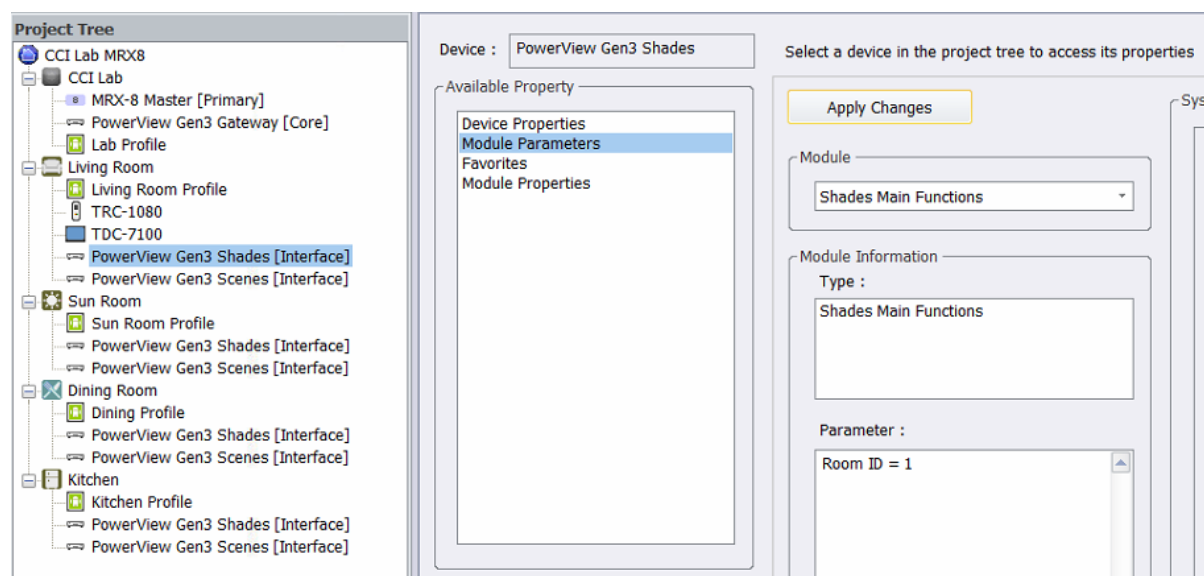 Project Tree
CCI Lab MRX8
CCI Lab
8 MRX-8 Master [Primary]
PowerView Gen3 Gateway [Core]
Lab Profile
Living Room
Living Room Profile
TRC-1080
TDC-7100
PowerView Gen3 Shades [Interface]
PowerView Gen3 Scenes [Interface]
Sun Room
Sun Room Profile
PowerView Gen3 Shades [Interface]
PowerView Gen3 Scenes [Interface]
Dining Room
Dining Profile
PowerView Gen3 Shades [Interface]
PowerView Gen3 Scenes [Interface]
Kitchen
Kitchen Profile
PowerView Gen3 Shades [Interface]
PowerView Gen3 Scenes [Interface]
Device : PowerView Gen3 Shades
Available Property
Device Properties
Module Parameters
Favorites
Module Properties
Select a device in the project tree to access its properties
Apply Changes
Module
Shades Main Functions
Module Information
Type :
Shades Main Functions
Parameter :
Room ID = 1
Sys